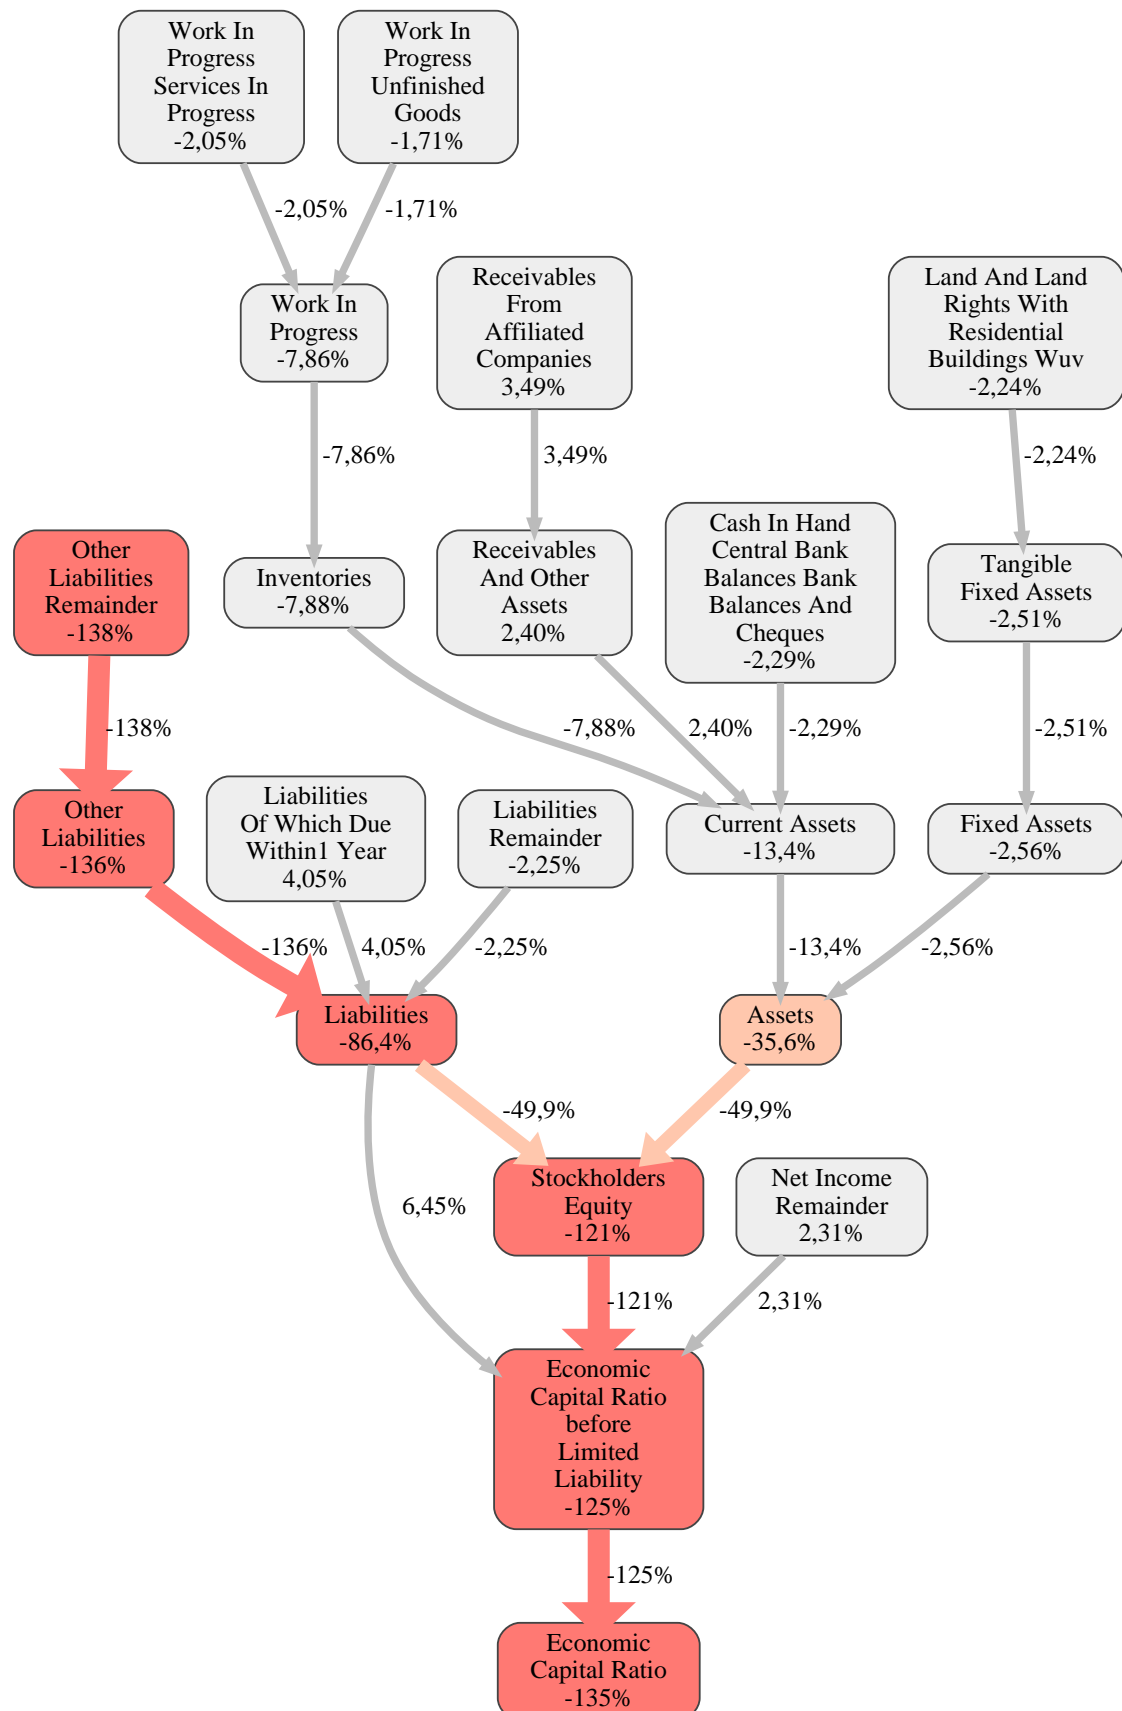 Work In
Progress
Services In
Progress
-2,05%
Work In
Progress
Unfinished
Goods
-1,71%
-2,05%
-1,71%
Work In
Progress
-7,86%
Receivables
From
Affiliated
Companies
3,49%
Land And Land
Rights With
Residential
Buildings Wuv
-2,24%
-7,86%
3,49%
-2,24%
Other
Liabilities
Remainder
-138%
Inventories
-7,88%
Receivables
And Other
Assets
2,40%
Cash In Hand
Central Bank
Balances Bank
Balances And
Cheques
-2,29%
Tangible
Fixed Assets
-2,51%
-138%
-7,88%
2,40%
-2,29%
-2,51%
Other
Liabilities
-136%
Liabilities
Of Which Due
Within1 Year
4,05%
Liabilities
Remainder
-2,25%
Current Assets
-13,4%
Fixed Assets
-2,56%
-136%
4,05%
-2,25%
-13,4%
-2,56%
Liabilities
-86,4%
Assets
-35,6%
-49,9%
-49,9%
6,45%
Stockholders
Equity
-121%
Net Income
Remainder
2,31%
-121%
2,31%
Economic
Capital Ratio
before
Limited
Liability
-125%
-125%
Economic
Capital Ratio
-135%